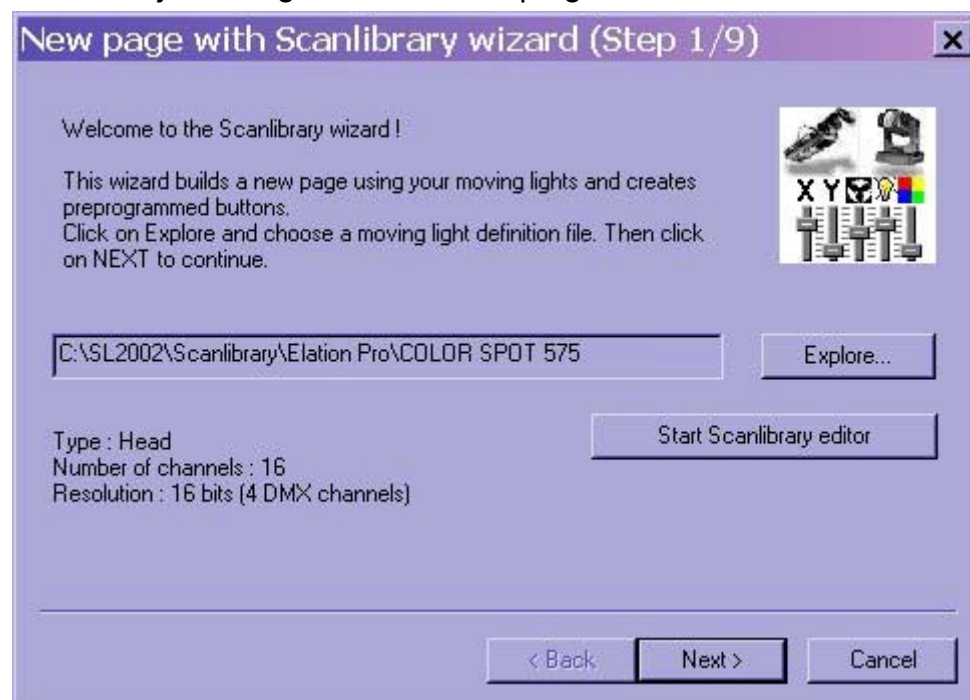 New page with Scanlibrary wizard (Step 1/9)
Welcome to the Scanlibrary wizard !
This wizard builds a new page using your moving lights and creates
preprogrammed buttons.
Click on Explore and choose a moving light definition file. Then click
on NEXT to continue.
X Y
C:\SL2002\Scanlibrary\Elation Pro\COLOR SPOT 575
Explore...
Start Scanlibrary editor
Type : Head
Number of channels : 16
Resolution : 16 bits (4 DMX channels)
< Back
Next >
Cancel